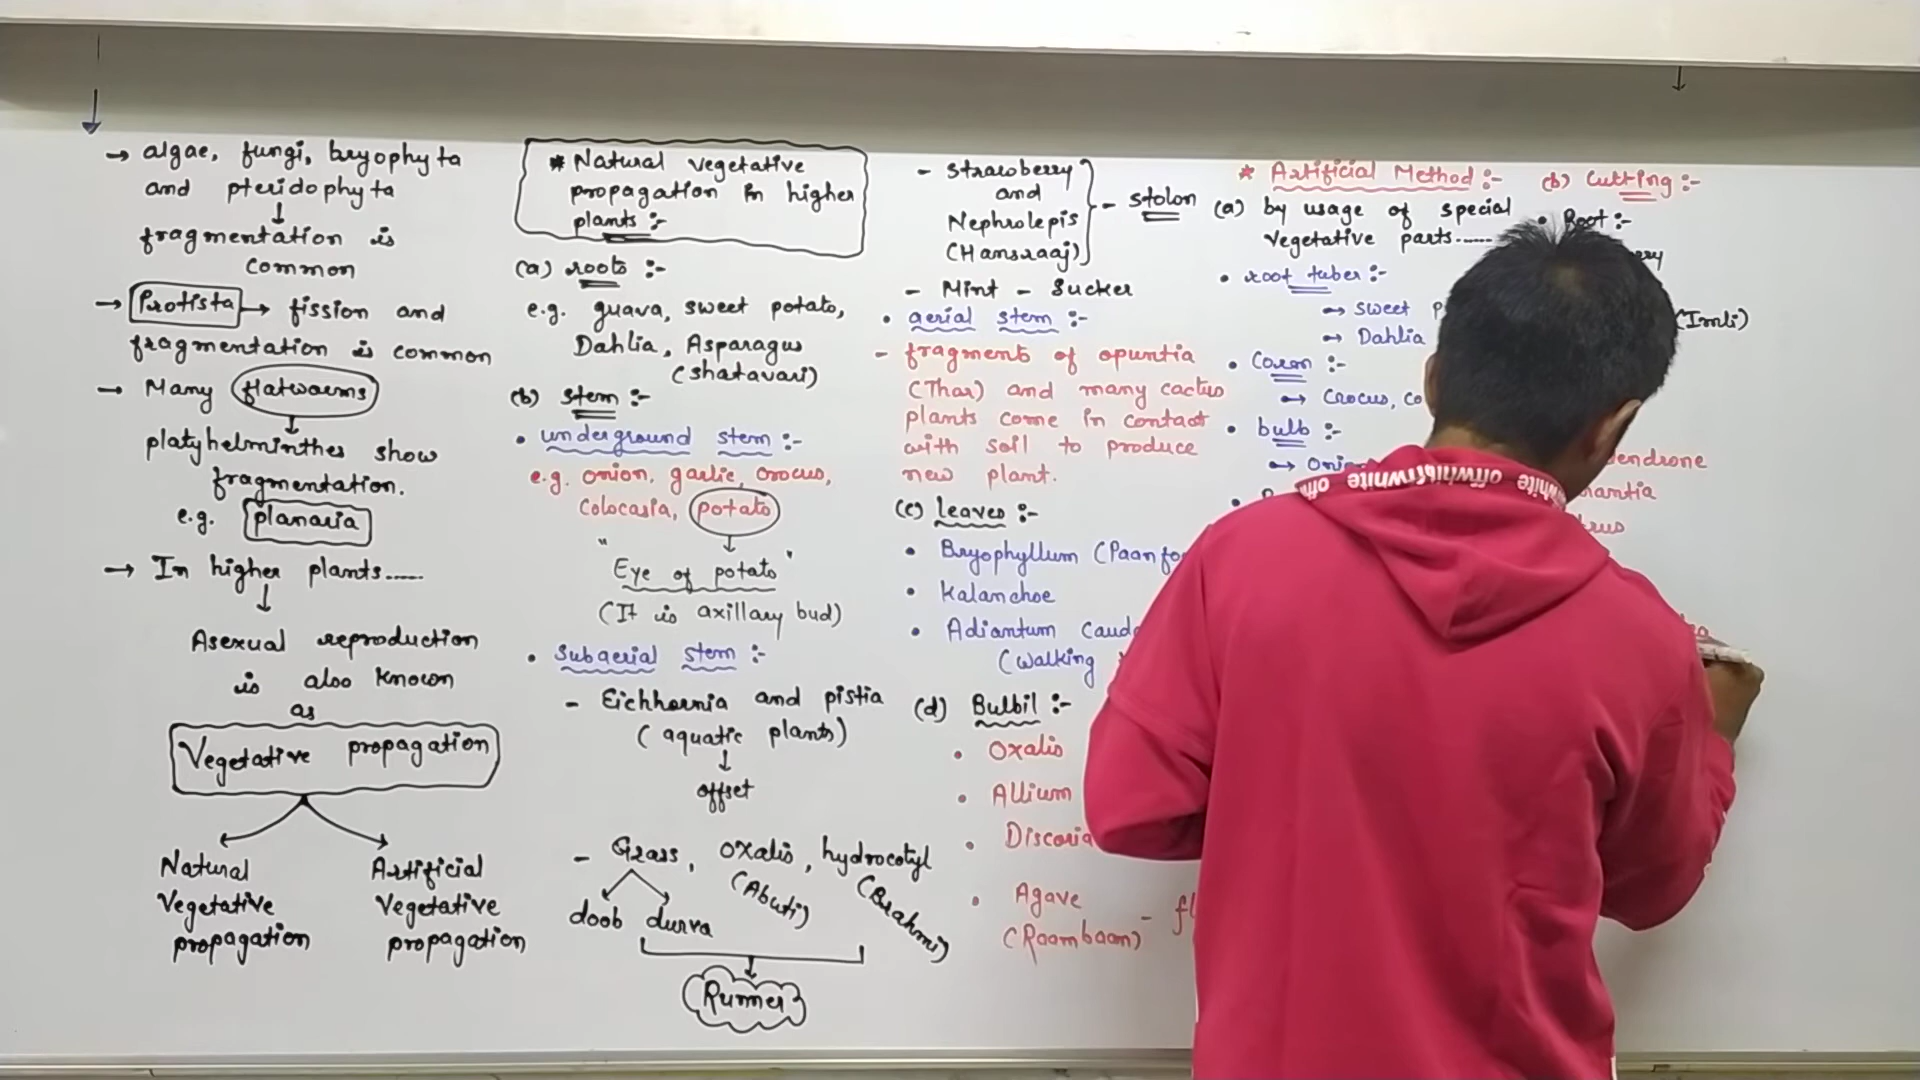 → algae, fungi, bryophyta
and pteridophyta
↓
fragmentation is
common
→ Protista → fission and
fragmentation is common
→ Many flatworms
↓
platyhelminthes show
fragmentation.
e.g. planaria
→ In higher plants......
↓
Asexual reproduction
is also known
as
Vegetative propagation
Natural
Vegetative
propagation
Artificial
Vegetative
propagation
* Natural vegetative
propagation in higher
plants :-
(a) roots :-
e.g. guava, sweet potato,
Dahlia, Asparagus
(shatavari)
(b) stem :-
• underground stem :-
e.g. onion, garlic, crocus,
Colocasia, potato
↓
"Eye of potato"
(It is axillary bud)
• Subaerial stem :-
- Eichhornia and pistia
(aquatic plants)
↓
offset
- Grass, oxalis, hydrocotyl
(Abuti) (Brahmi)
doob durva
Runner
- Strawberry
and
Nephrolepis
(Hansraaj)
- stolon
- Mint - Sucker
• aerial stem :-
- fragments of opuntia
(Thar) and many cactus
plants come in contact
with soil to produce
new plant.
(c) leaves :-
• Bryophyllum (Paan
• Kalanchoe
• Adiantum
(Walking
(d) Bulbil :-
• Oxalis
• Allium
• Discoria
• Agave
(Raambaan) -
* Artificial Method :-
(a) by usage of special
Vegetative parts......
• root tuber :-
→ sweet
→ Dahlia
• Corm :-
→ Crocus,
• bulb :-
(b) Cutting :-
• Root :-
(Imli)